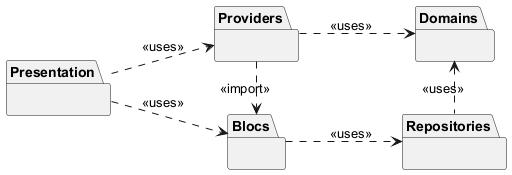 Providers
Domains
«uses»
«uses»
Presentation
«import»
«uses»
«uses»
Blocs
Repositories
«uses»